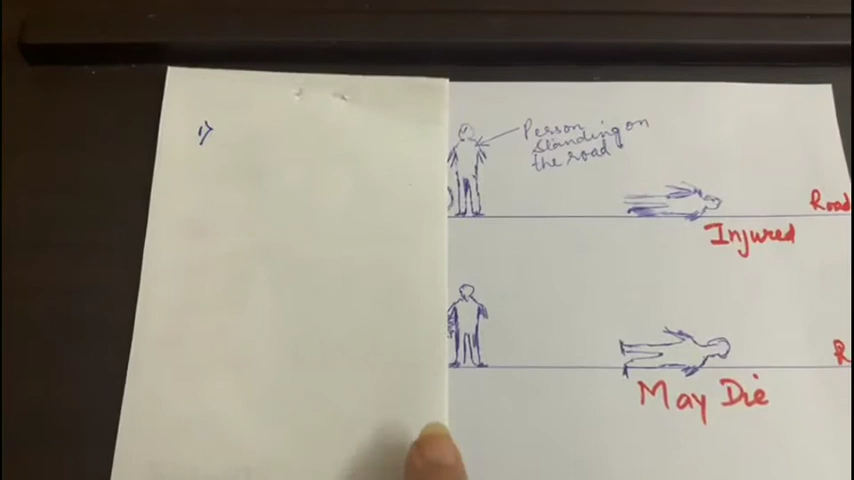 1)
Person
standing on
the road
Road
Injured
R
May Die